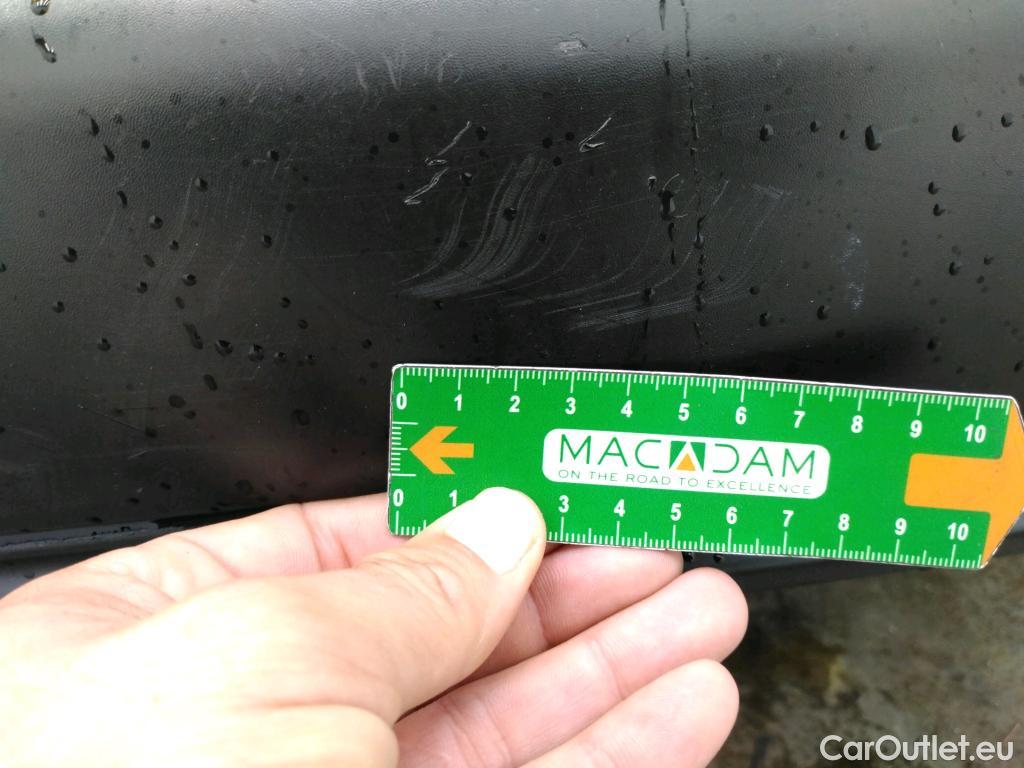 0 1 2 3 4 5 6 7 8 9 10
MACADAM
ON THE ROAD TO EXCELLENCE
0 1 3 4 5 6 7 8 9 10
CarOutlet.eu